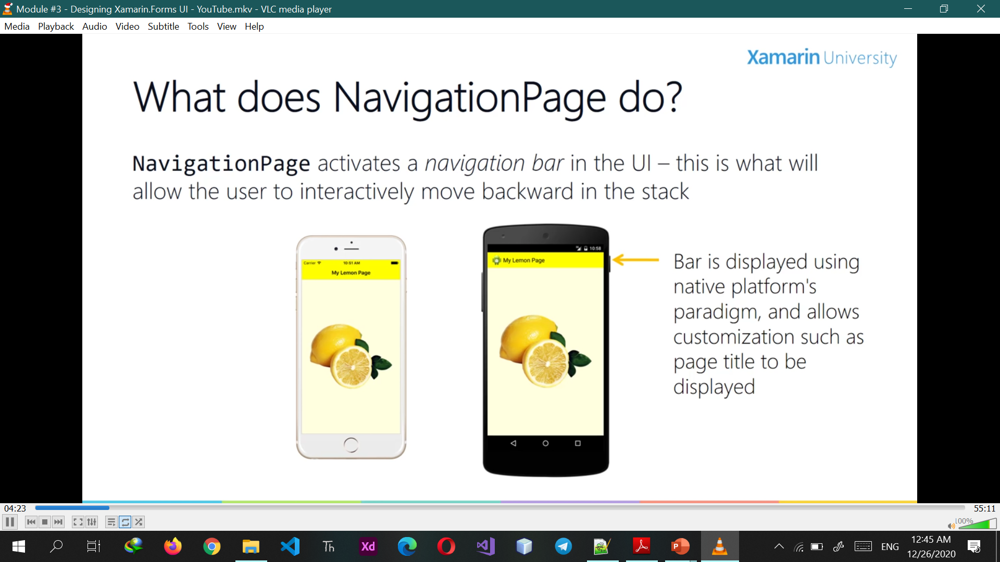 Module #3 - Designing Xamarin.Forms UI - YouTube.mkv - VLC media player
Media Playback Audio Video Subtitle Tools View Help
Xamarin University
What does NavigationPage do?
NavigationPage activates a navigation bar in the UI – this is what will
allow the user to interactively move backward in the stack
Carrier 10:51 AM
My Lemon Page
10:58
My Lemon Page
Bar is displayed using
native platform's
paradigm, and allows
customization such as
page title to be
displayed
04:23
55:11
100%
Th
Xd
P
ENG
12:45 AM
12/26/2020